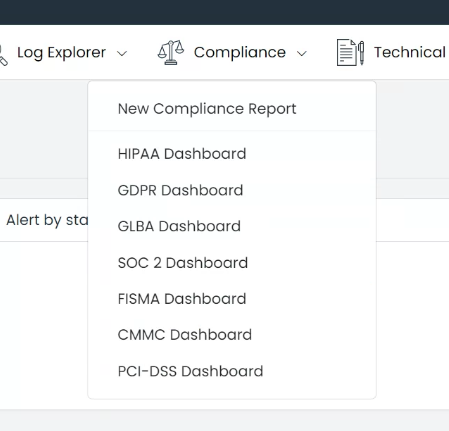 Log Explorer
Compliance
Technical
New Compliance Report
HIPAA Dashboard
GDPR Dashboard
Alert by sta
GLBA Dashboard
SOC 2 Dashboard
FISMA Dashboard
CMMC Dashboard
PCI-DSS Dashboard